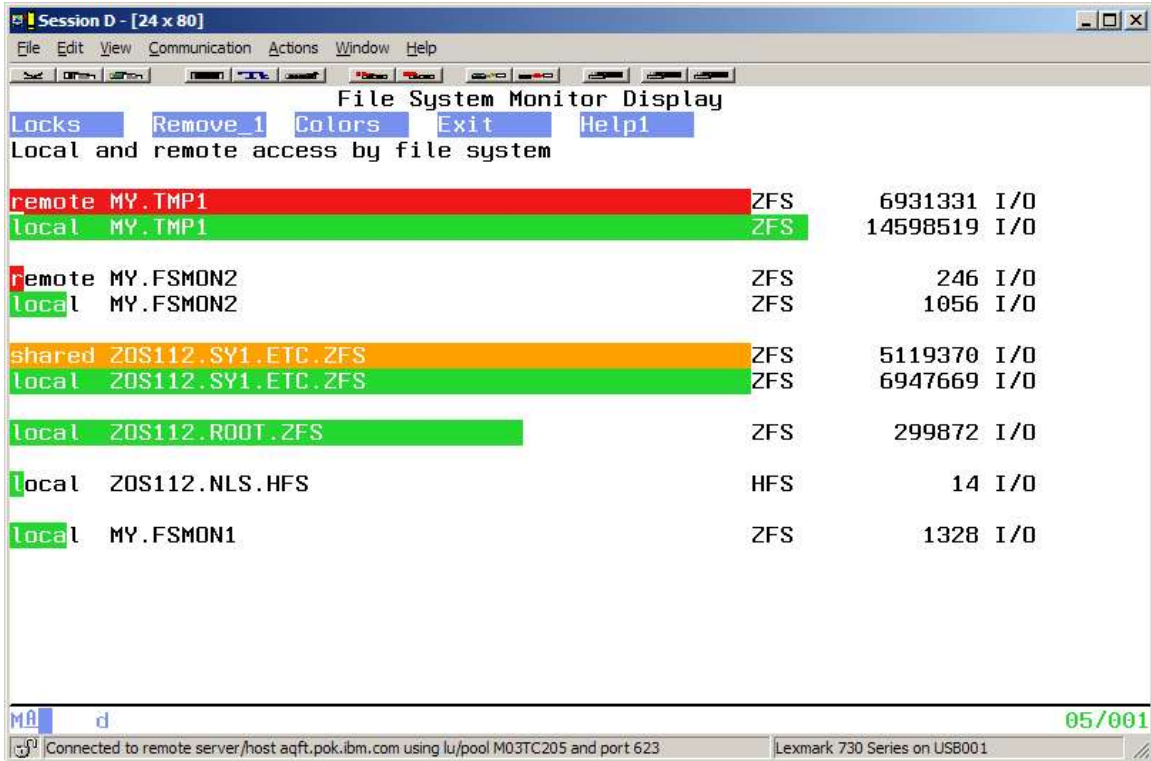 Session D - [24 x 80]
File Edit View Communication Actions Window Help
File System Monitor Display
Locks Remove_1 Colors Exit Help1
Local and remote access by file system
remote MY.TMP1 ZFS 6931331 I/O
local MY.TMP1 ZFS 14598519 I/O
remote MY.FSMON2 ZFS 246 I/O
local MY.FSMON2 ZFS 1056 I/O
shared ZOS112.SY1.ETC.ZFS ZFS 5119370 I/O
local ZOS112.SY1.ETC.ZFS ZFS 6947669 I/O
local ZOS112.ROOT.ZFS ZFS 299872 I/O
local ZOS112.NLS.HFS HFS 14 I/O
local MY.FSMON1 ZFS 1328 I/O
MA d 05/001
Connected to remote server/host aqft.pok.ibm.com using lu/pool M03TC205 and port 623 Lexmark 730 Series on USB001